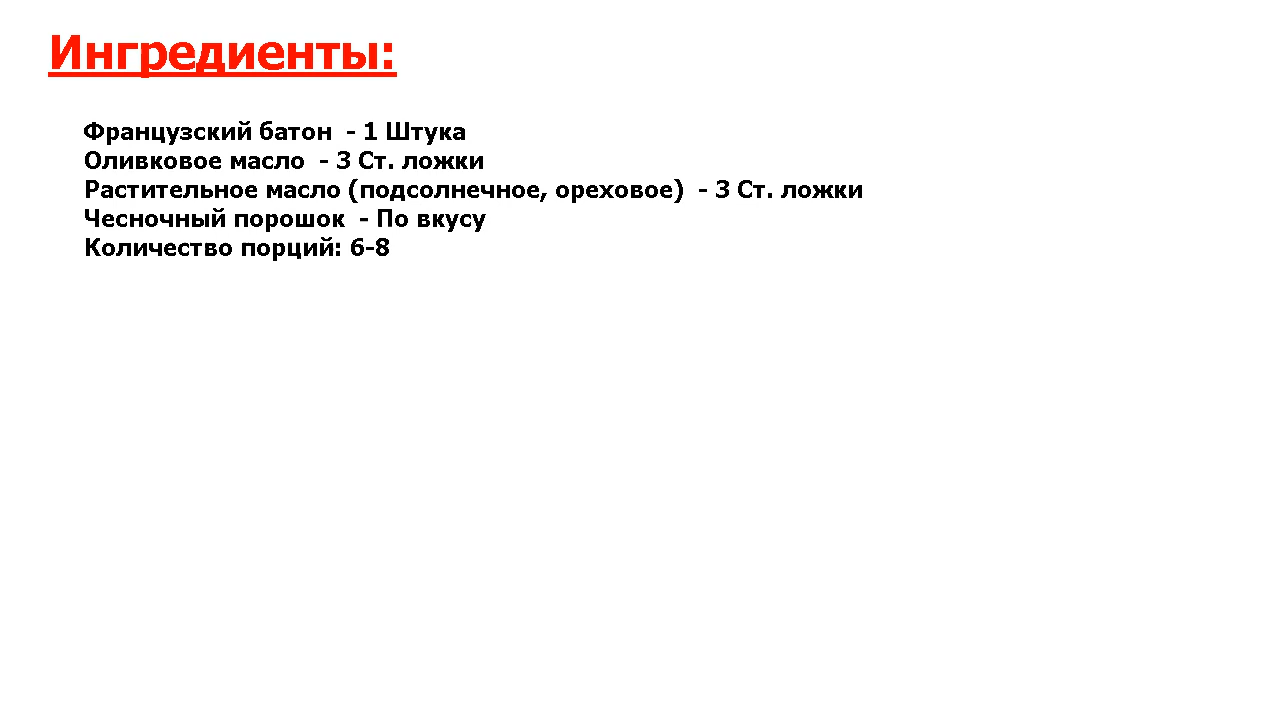 Ингредиенты:
Французский батон  - 1 Штука
Оливковое масло  - 3 Ст. ложки
Растительное масло (подсолнечное, ореховое)  - 3 Ст. ложки
Чесночный порошок  - По вкусу
Количество порций: 6-8